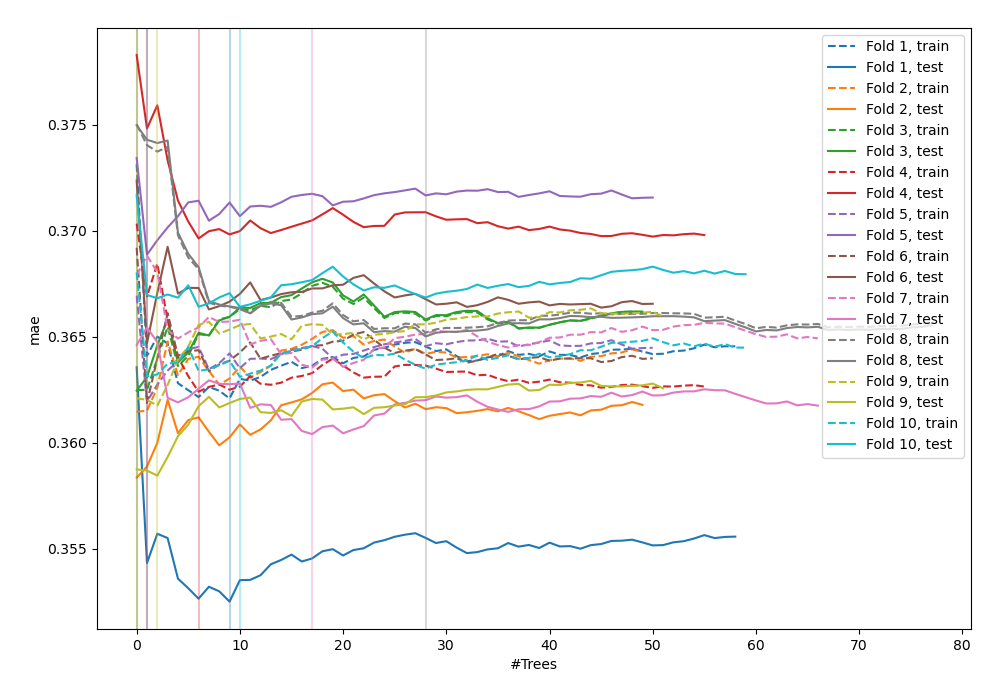 0.375
0.370
0.365
0.360
0.355
mae
0
10
20
30
40
50
60
70
80
#Trees
Fold 1, train
Fold 1, test
Fold 2, train
Fold 2, test
Fold 3, train
Fold 3, test
Fold 4, train
Fold 4, test
Fold 5, train
Fold 5, test
Fold 6, train
Fold 6, test
Fold 7, train
Fold 7, test
Fold 8, train
Fold 8, test
Fold 9, train
Fold 9, test
Fold 10, train
Fold 10, test